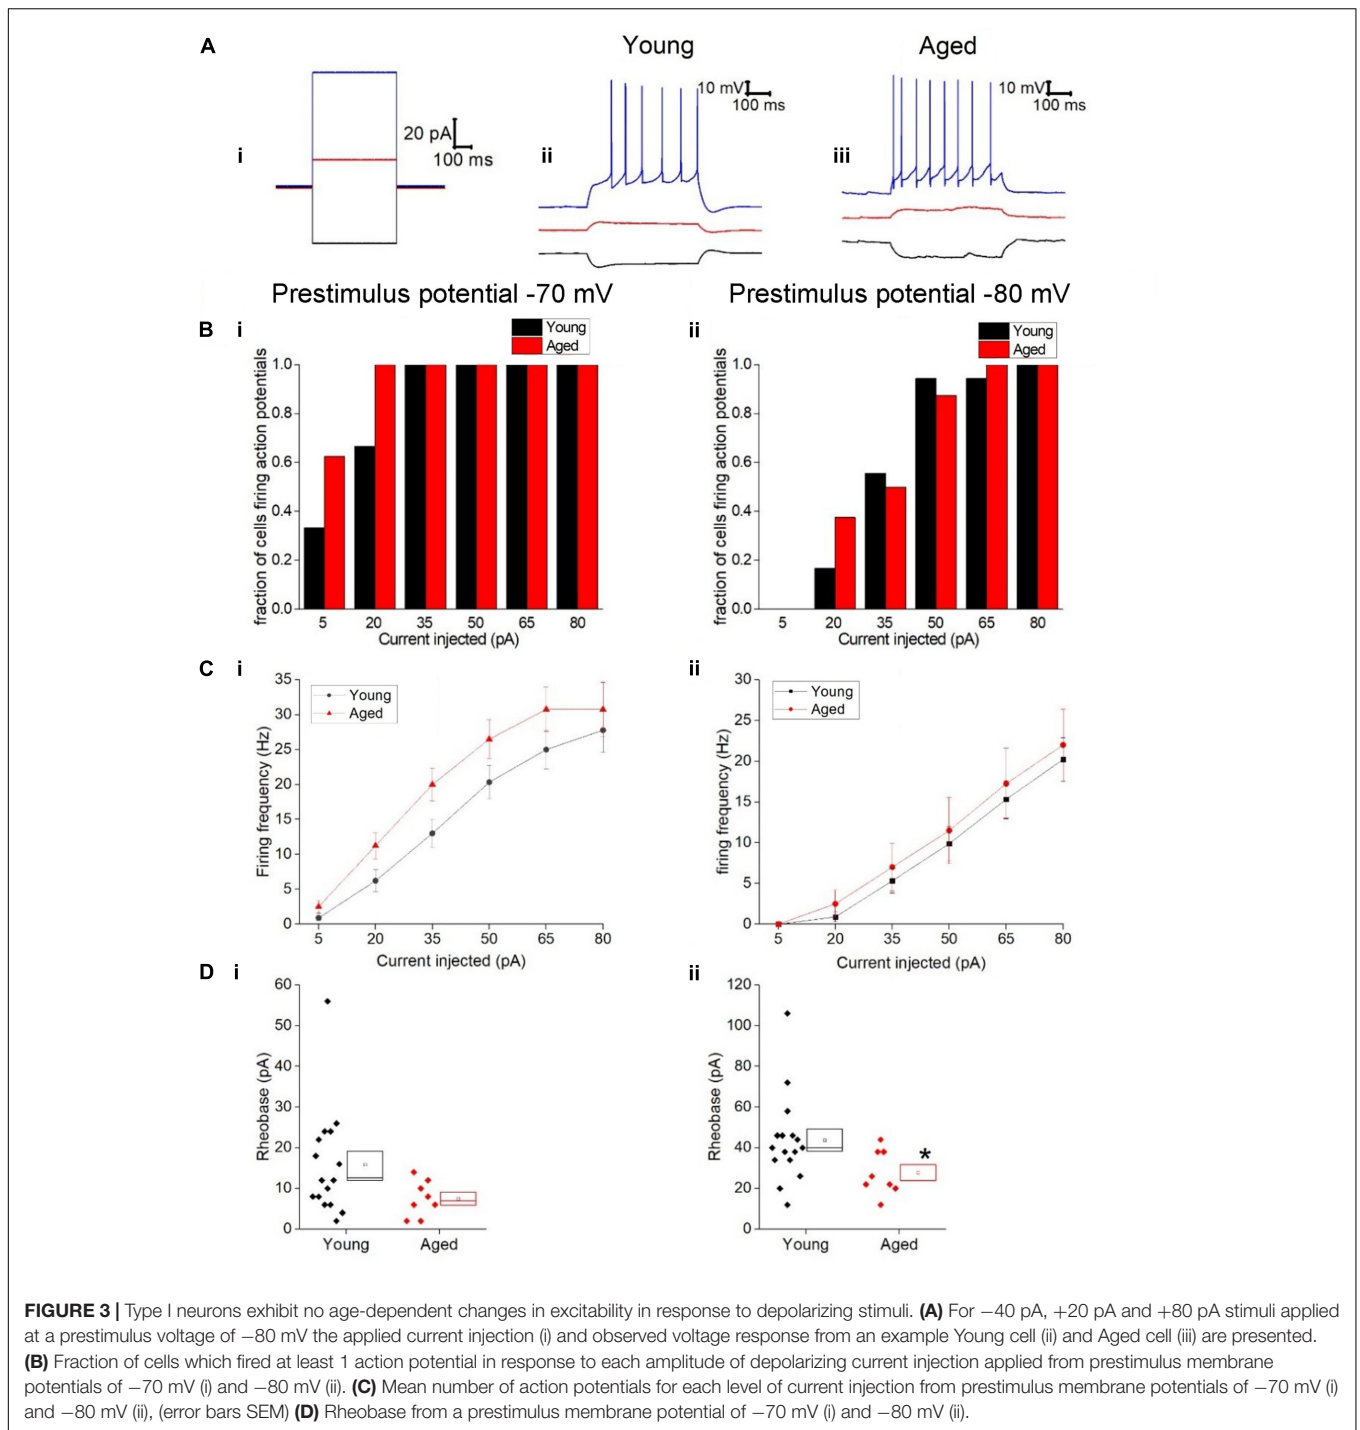 A
Young
Aged
i
20 pA
100 ms
ii
10 mV
100 ms
iii
10 mV
100 ms
Prestimulus potential -70 mV
Prestimulus potential -80 mV
B i
Young
Aged
fraction of cells firing action potentials
1.0
0.8
0.6
0.4
0.2
0.0
5 20 35 50 65 80
Current injected (pA)
ii
Young
Aged
fraction of cells firing action potentials
1.0
0.8
0.6
0.4
0.2
0.0
5 20 35 50 65 80
Current injected (pA)
C i
Young
Aged
Firing frequency (Hz)
35
30
25
20
15
10
5
0
5 20 35 50 65 80
Current injected (pA)
ii
Young
Aged
firing frequency (Hz)
30
25
20
15
10
5
0
5 20 35 50 65 80
Current injected (pA)
D i
Rheobase (pA)
60
50
40
30
20
10
0
Young Aged
ii
Rheobase (pA)
120
100
80
60
40
20
0
*
Young Aged
FIGURE 3 | Type I neurons exhibit no age-dependent changes in excitability in response to depolarizing stimuli. (A) For −40 pA, +20 pA and +80 pA stimuli applied
at a prestimulus voltage of −80 mV the applied current injection (i) and observed voltage response from an example Young cell (ii) and Aged cell (iii) are presented.
(B) Fraction of cells which fired at least 1 action potential in response to each amplitude of depolarizing current injection applied from prestimulus membrane
potentials of −70 mV (i) and −80 mV (ii). (C) Mean number of action potentials for each level of current injection from prestimulus membrane potentials of −70 mV (i)
and −80 mV (ii), (error bars SEM) (D) Rheobase from a prestimulus membrane potential of −70 mV (i) and −80 mV (ii).